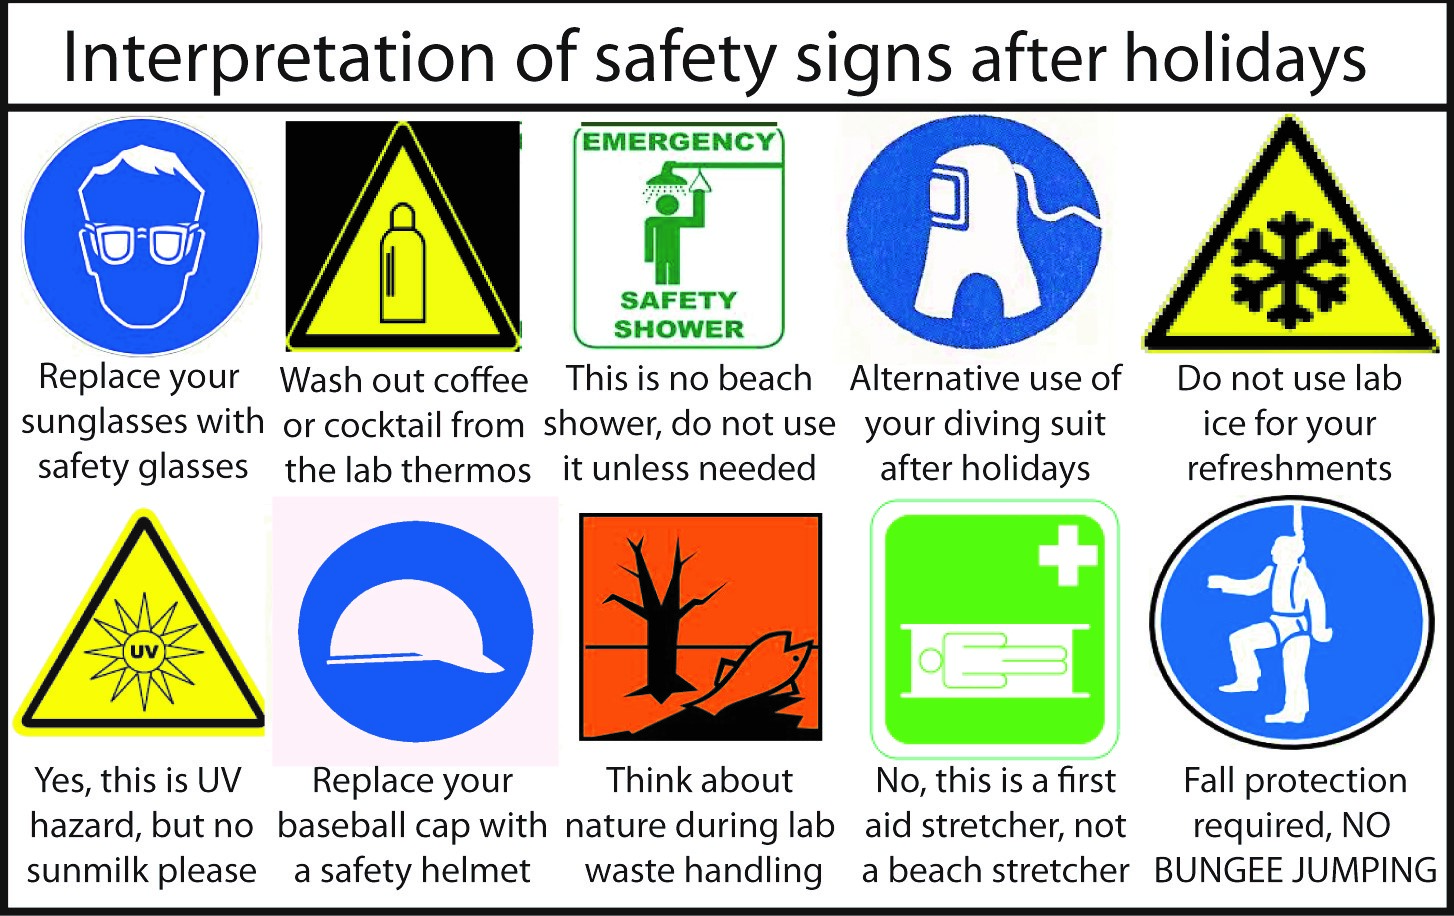 Interpretation of safety signs after holidays
EMERGENCY
SAFETY
SHOWER
Replace your
sunglasses with
safety glasses
Wash out coffee
or cocktail from
the lab thermos
This is no beach
shower, do not use
it unless needed
Alternative use of
your diving suit
after holidays
Do not use lab
ice for your
refreshments
UV
Yes, this is UV
hazard, but no
sunmilk please
Replace your
baseball cap with
a safety helmet
Think about
nature during lab
waste handling
No, this is a first
aid stretcher, not
a beach stretcher
Fall protection
required, NO
BUNGEE JUMPING